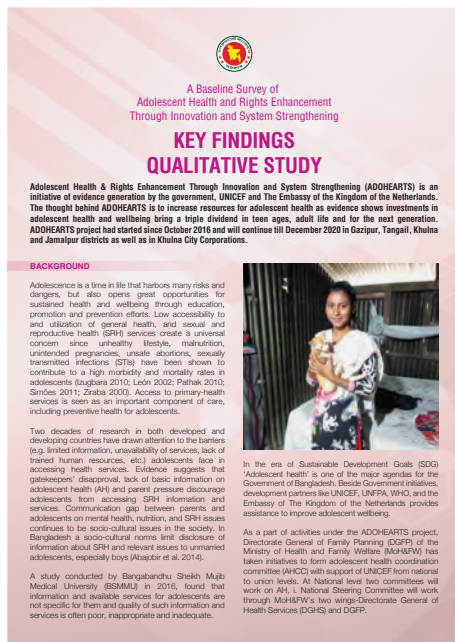 A Baseline Survey of
Adolescent Health and Rights Enhancement
Through Innovation and System Strengthening
KEY FINDINGS
QUALITATIVE STUDY
Adolescent Health & Rights Enhancement Through Innovation and System Strengthening (ADOHEARTS) is an
initiative of evidence generation by the government, UNICEF and The Embassy of the Kingdom of the Netherlands.
The thought behind ADOHEARTS is to increase resources for adolescent health as evidence shows investments in
adolescent health and wellbeing bring a triple dividend in teen ages, adult life and for the next generation.
ADOHEARTS project had started since October 2016 and will continue till December 2020 in Gazipur, Tangail, Khulna
and Jamalpur districts as well as in Khulna City Corporations.
BACKGROUND
Adolescence is a time in life that harbors many risks and
dangers, but also opens great opportunities for
sustained health and wellbeing through education,
promotion and prevention efforts. Low accessibility to
and utilization of general health, and sexual and
reproductive health (SRH) services create a universal
concern since unhealthy lifestyle, malnutrition,
unintended pregnancies, unsafe abortions, sexually
transmitted infections (STIs) have been shown to
contribute to a high morbidity and mortality rates in
adolescents (Izugbara 2010; León 2002; Pathak 2010;
Simões 2011; Ziraba 2000). Access to primary-health
services is seen as an important component of care,
including preventive health for adolescents.
Two decades of research in both developed and
developing countries have drawn attention to the barriers
(e.g. limited information, unavailability of services, lack of
trained human resources, etc.) adolescents face in
accessing health services. Evidence suggests that
gatekeepers' disapproval, lack of basic information on
adolescent health (AH) and parent pressure discourage
adolescents from accessing SRH information and
services. Communication gap between parents and
adolescents on mental health, nutrition, and SRH issues
continues to be socio-cultural issues in the society. In
Bangladesh a socio-cultural norms limit disclosure of
information about SRH and relevant issues to unmarried
adolescents, especially boys (Abajobir et al. 2014).
A study conducted by Bangabandhu Sheikh Mujib
Medical University (BSMMU) in 2016, found that
information and available services for adolescents are
not specific for them and quality of such information and
services is often poor, inappropriate and inadequate.
In the era of Sustainable Development Goals (SDG)
'Adolescent health' is one of the major agendas for the
Government of Bangladesh. Beside Government initiatives,
development partners like UNICEF, UNFPA, WHO, and the
Embassy of The Kingdom of the Netherlands provides
assistance to improve adolescent wellbeing.
As a part of activities under the ADOHEARTS project,
Directorate General of Family Planning (DGFP) of the
Ministry of Health and Family Welfare (MoH&FW) has
taken initiatives to form adolescent health coordination
committee (AHCC) with support of UNICEF from national
to union levels. At National level two committees will
work on AH, i. National Steering Committee will work
through MoH&FW's two wings-Directorate General of
Health Services (DGHS) and DGFP.